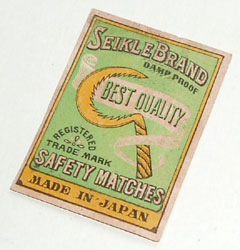 SEIKLE BRAND
DAMP PROOF
BEST QUALITY
REGISTERED
TRADE MARK
SAFETY MATCHES
MADE IN JAPAN